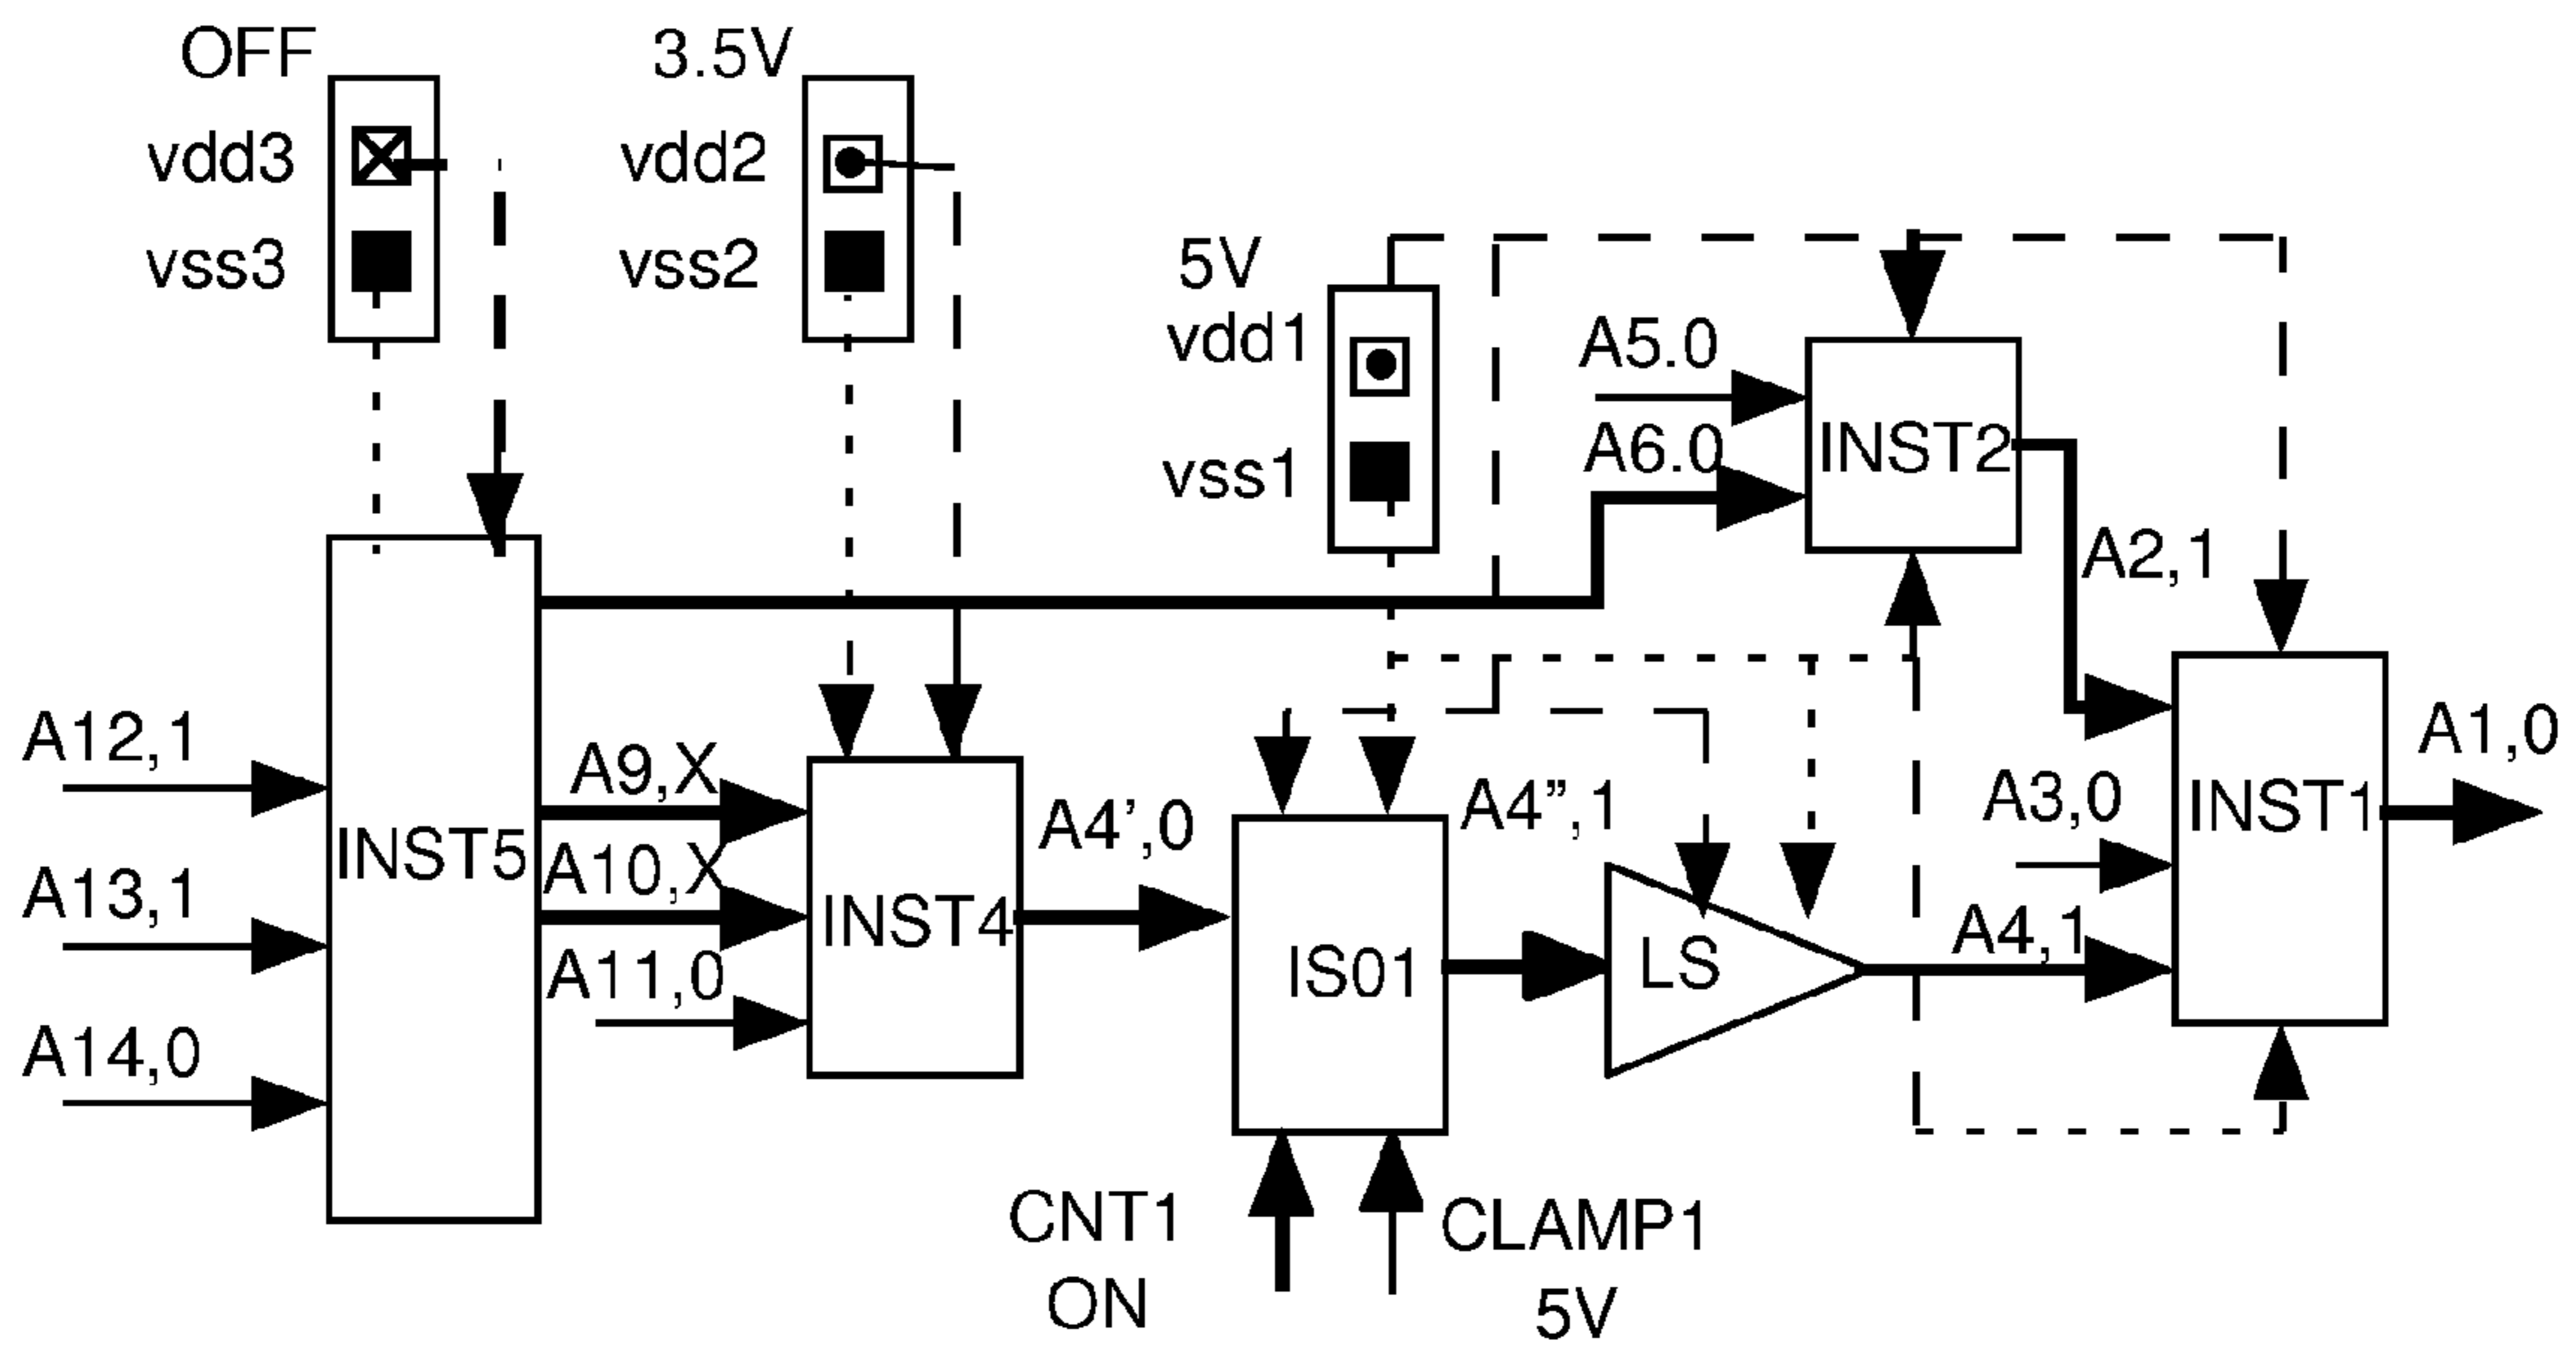 OFF
vdd3
vss3
3.5V
vdd2
vss2
5V
vdd1
vss1
A5.0
A6.0
INST2
A2,1
A12,1
A13,1
A14,0
INST5
A9,X
A10,X
A11,0
INST4
A4’,0
IS01
A4”,1
LS
A4,1
A3,0
INST1
A1,0
CNT1
ON
CLAMP1
5V